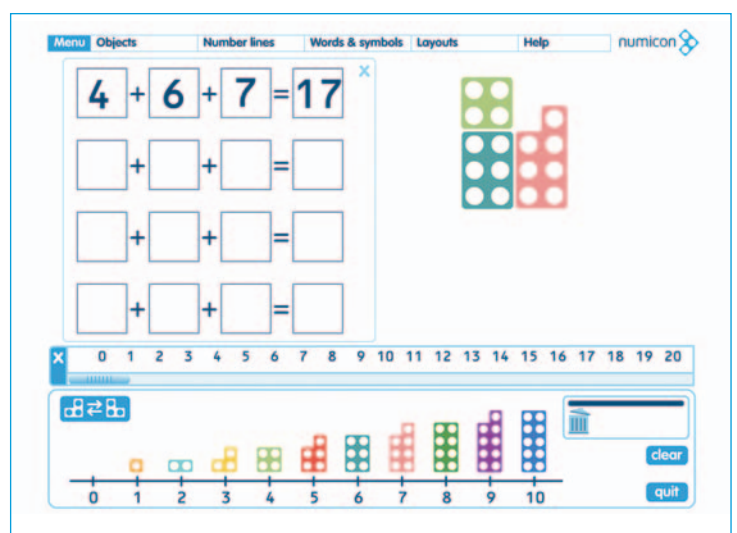 Menu Objects Number lines Words & symbols Layouts Help numicon
x
4 + 6 + 7 = 17
+ + =
+ + =
+ + =
x 0 1 2 3 4 5 6 7 8 9 10 11 12 13 14 15 16 17 18 19 20
clear
0 1 2 3 4 5 6 7 8 9 10
quit